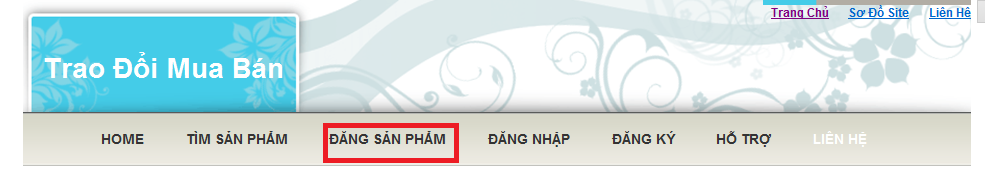 Trang Chủ Sơ Đồ Site Liên Hệ
Trao Đổi Mua Bán
HOME TÌM SẢN PHẨM ĐĂNG SẢN PHẨM ĐĂNG NHẬP ĐĂNG KÝ HỖ TRỢ LIÊN HỆ